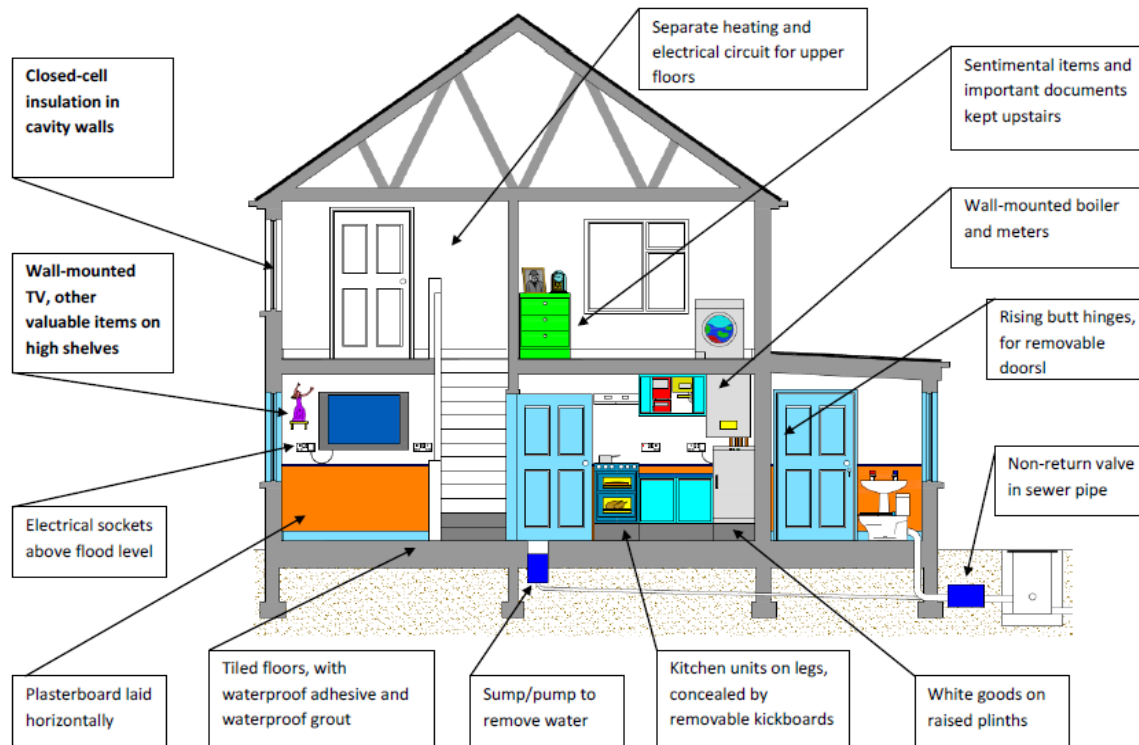 Separate heating and
electrical circuit for upper
floors
Closed-cell
insulation in
cavity walls
Sentimental items and
important documents
kept upstairs
Wall-mounted boiler
and meters
Wall-mounted
TV, other
valuable items on
high shelves
Rising butt hinges,
for removable
doorsl
Non-return valve
in sewer pipe
Electrical sockets
above flood level
Plasterboard laid
horizontally
Tiled floors, with
waterproof adhesive and
waterproof grout
Sump/pump to
remove water
Kitchen units on legs,
concealed by
removable kickboards
White goods on
raised plinths